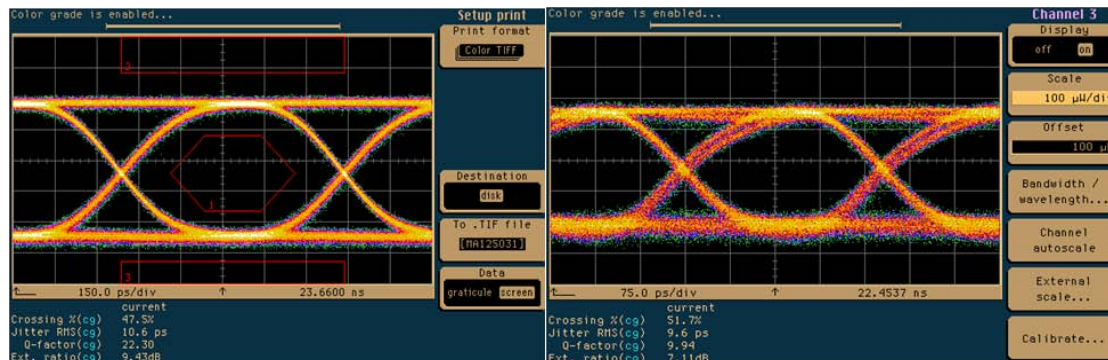 Color grade is enabled...
Setup print
Print format
Color TIFF
2
1
3
Destination
disk
To .TIF file
[MA125031]
Data
graticule screen
150.0 ps/div
23.6600 ns
current
Crossing %(cg) 47.5%
Jitter RMS(cg) 10.6 ps
Q-factor(cg) 22.30
Ext. ratio(cg) 9.43dB
Color grade is enabled...
Channel 3
Display
off on
Scale
100 µW/di
Offset
100 µ
Bandwidth /
wavelength...
Channel
autoscale
External
scale...
Calibrate...
75.0 ps/div
22.4537 ns
current
Crossing %(cg) 51.7%
Jitter RMS(cg) 9.6 ps
Q-factor(cg) 9.94
Ext. ratio(cg) 7.11dB